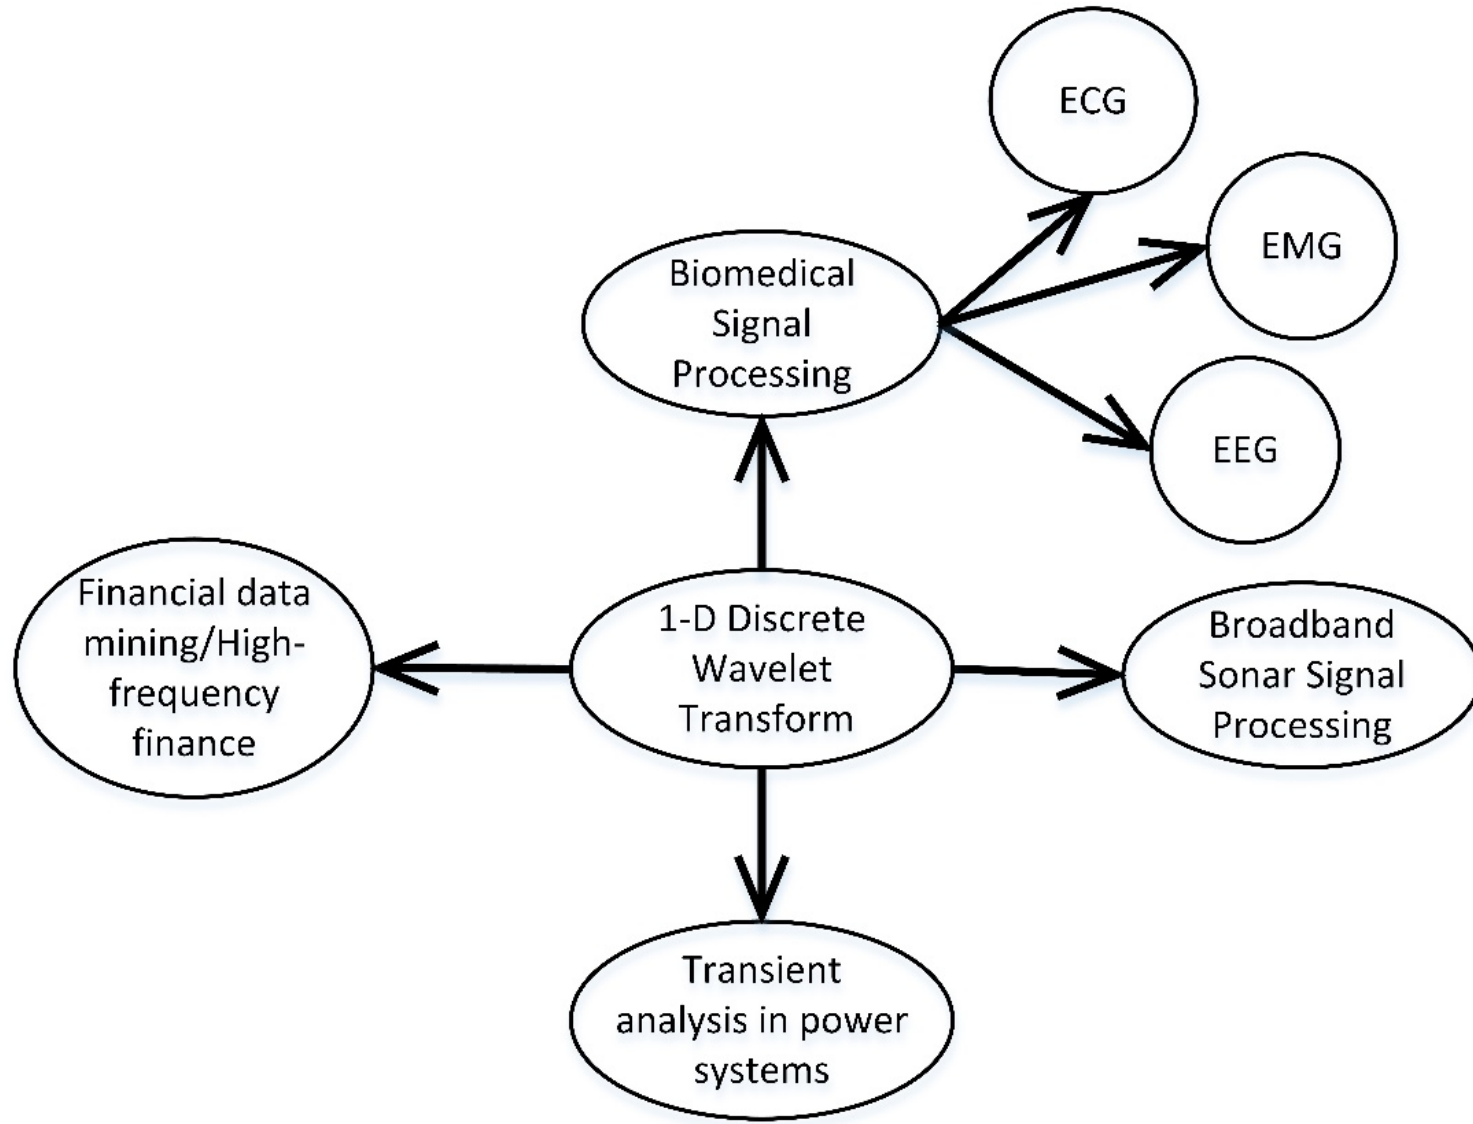 ECG
EMG
Biomedical
Signal
Processing
EEG
Financial data
mining/High-
frequency
finance
1-D Discrete
Wavelet
Transform
Broadband
Sonar Signal
Processing
Transient
analysis in power
systems